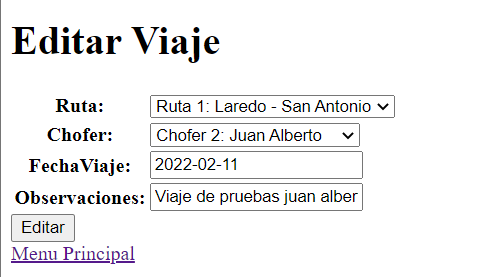 Editar Viaje
Ruta: Ruta 1: Laredo - San Antonio
Chofer: Chofer 2: Juan Alberto
FechaViaje: 2022-02-11
Observaciones: Viaje de pruebas juan alber
Editar
Menu Principal